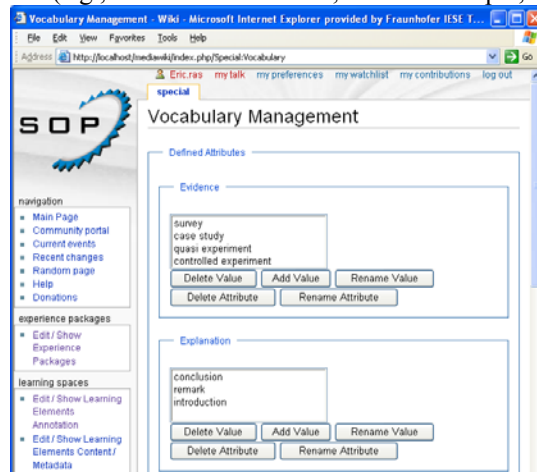 Vocabulary Management - Wiki - Microsoft Internet Explorer provided by Fraunhofer IESE T...
File Edit View Favorites Tools Help
Address http://localhost/mediawiki/index.php/Special:Vocabulary Go
Eric.ras my talk my preferences my watchlist my contributions log out
special
SOP
Vocabulary Management
Defined Attributes
Evidence
survey
case study
quasi experiment
controlled experiment
Delete Value Add Value Rename Value
Delete Attribute Rename Attribute
Explanation
conclusion
remark
introduction
Delete Value Add Value Rename Value
Delete Attribute Rename Attribute
navigation
Main Page
Community portal
Current events
Recent changes
Random page
Help
Donations
experience packages
Edit / Show
Experience
Packages
learning spaces
Edit / Show Learning
Elements
Annotation
Edit / Show Learning
Elements Content /
Metadata